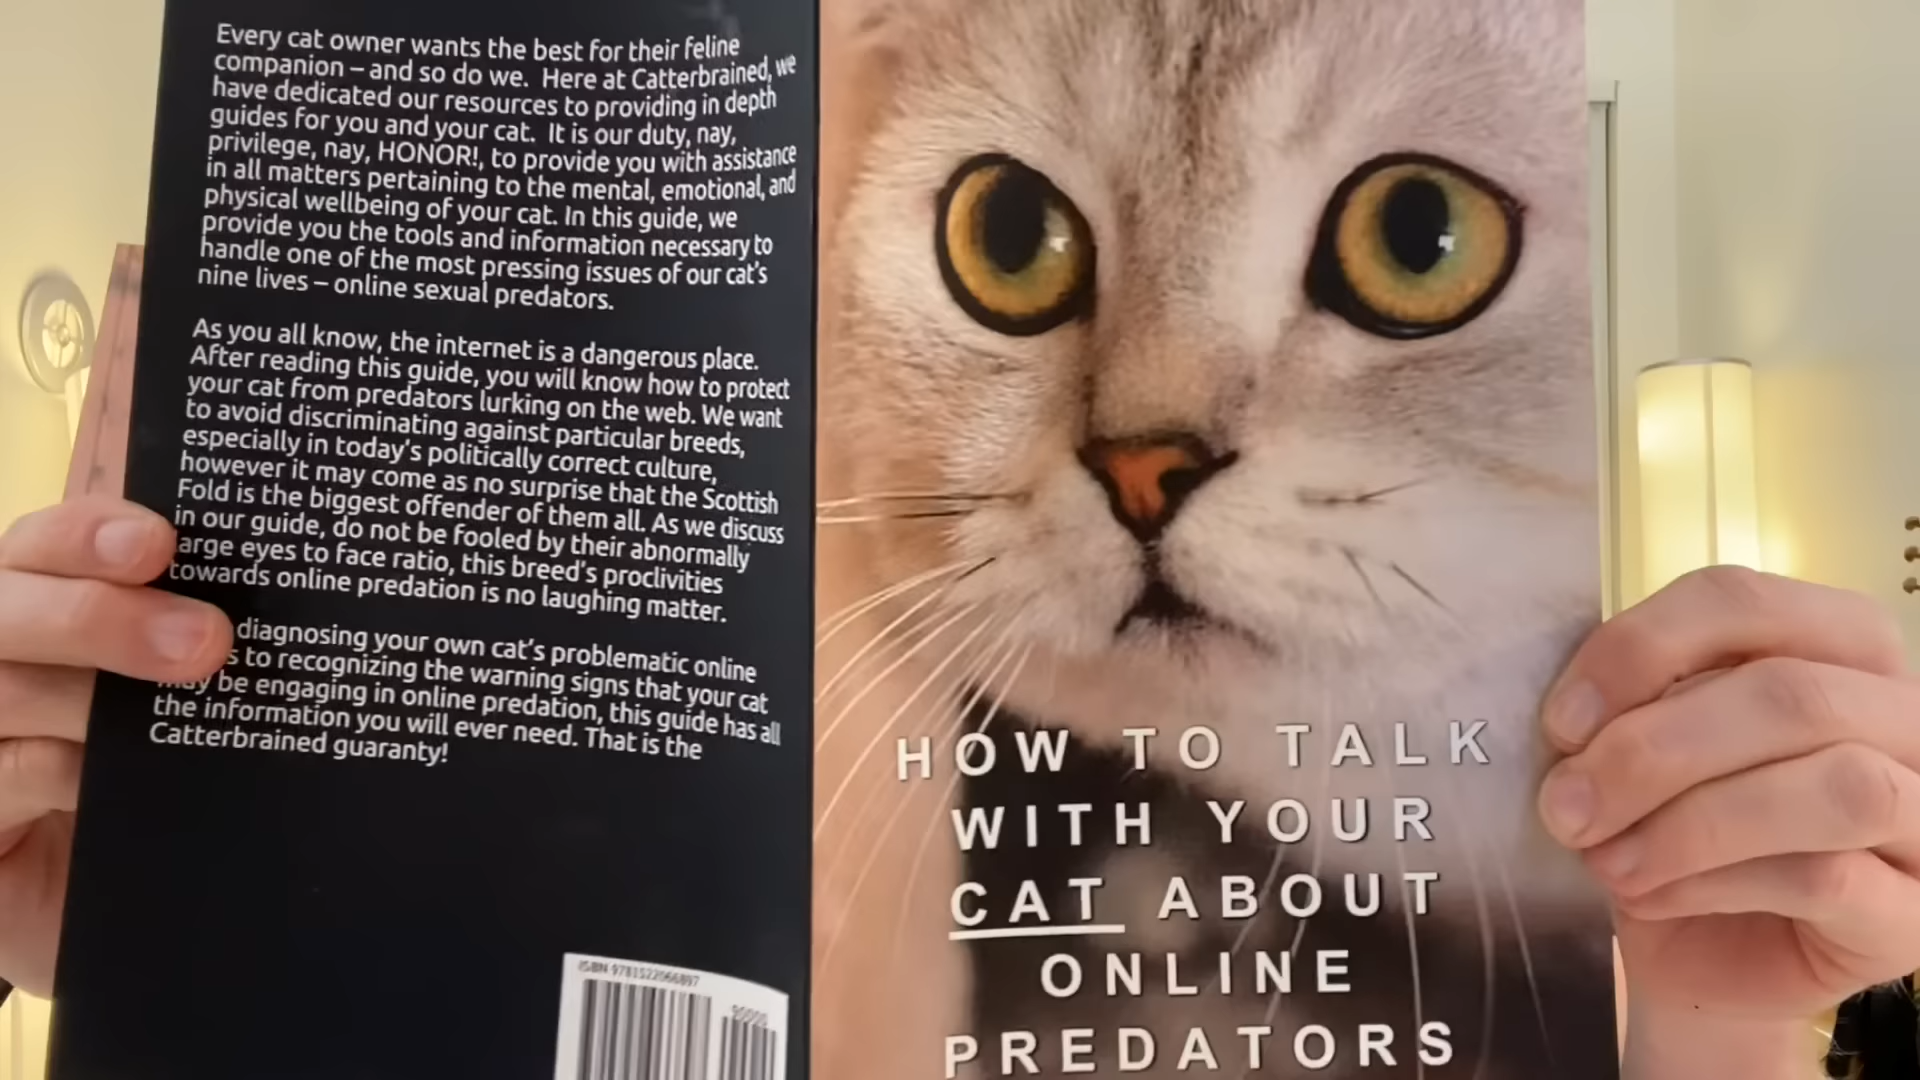 Every cat owner wants the best for their feline
companion – and so do we. Here at Catterbrained, we
have dedicated our resources to providing in depth
guides for you and your cat. It is our duty, nay,
privilege, nay, HONOR!, to provide you with assistance
in all matters pertaining to the mental, emotional, and
physical wellbeing of your cat. In this guide, we
provide you the tools and information necessary to
handle one of the most pressing issues of our cat's
nine lives – online sexual predators.
As you all know, the internet is a dangerous place.
After reading this guide, you will know how to protect
your cat from predators lurking on the web. We want
to avoid discriminating against particular breeds,
especially in today's politically correct culture,
however it may come as no surprise that the Scottish
Fold is the biggest offender of them all. As we discuss
in our guide, do not be fooled by their abnormally
large eyes to face ratio, this breed's proclivities
towards online predation is no laughing matter.
diagnosing your own cat's problematic online
to recognizing the warning signs that your cat
may be engaging in online predation, this guide has all
the information you will ever need. That is the
Catterbrained guaranty!
ISBN 9781522966897
90000
HOW TO TALK
WITH YOUR
CAT ABOUT
ONLINE
PREDATORS